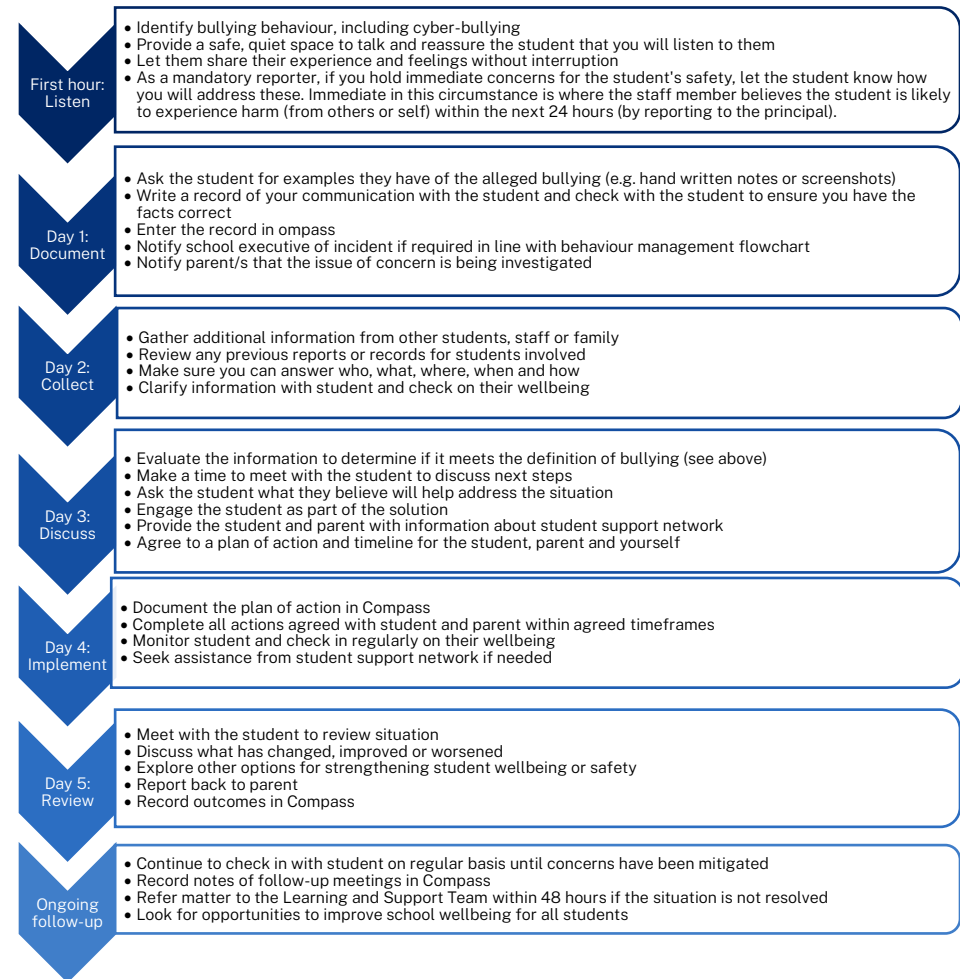 First hour:
Listen
• Identify bullying behaviour, including cyber-bullying
• Provide a safe, quiet space to talk and reassure the student that you will listen to them
• Let them share their experience and feelings without interruption
• As a mandatory reporter, if you hold immediate concerns for the student's safety, let the student know how
you will address these. Immediate in this circumstance is where the staff member believes the student is likely
to experience harm (from others or self) within the next 24 hours (by reporting to the principal).
Day 1:
Document
• Ask the student for examples they have of the alleged bullying (e.g. hand written notes or screenshots)
• Write a record of your communication with the student and check with the student to ensure you have the
facts correct
• Enter the record in ompass
• Notify school executive of incident if required in line with behaviour management flowchart
• Notify parent/s that the issue of concern is being investigated
Day 2:
Collect
• Gather additional information from other students, staff or family
• Review any previous reports or records for students involved
• Make sure you can answer who, what, where, when and how
• Clarify information with student and check on their wellbeing
Day 3:
Discuss
• Evaluate the information to determine if it meets the definition of bullying (see above)
• Make a time to meet with the student to discuss next steps
• Ask the student what they believe will help address the situation
• Engage the student as part of the solution
• Provide the student and parent with information about student support network
• Agree to a plan of action and timeline for the student, parent and yourself
Day 4:
Implement
• Document the plan of action in Compass
• Complete all actions agreed with student and parent within agreed timeframes
• Monitor student and check in regularly on their wellbeing
• Seek assistance from student support network if needed
Day 5:
Review
• Meet with the student to review situation
• Discuss what has changed, improved or worsened
• Explore other options for strengthening student wellbeing or safety
• Report back to parent
• Record outcomes in Compass
Ongoing
follow-up
• Continue to check in with student on regular basis until concerns have been mitigated
• Record notes of follow-up meetings in Compass
• Refer matter to the Learning and Support Team within 48 hours if the situation is not resolved
• Look for opportunities to improve school wellbeing for all students